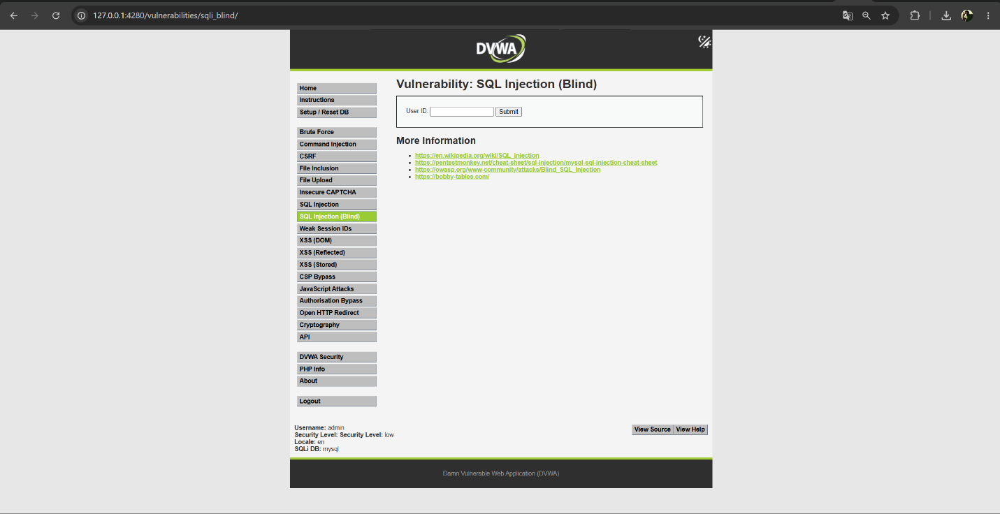 127.0.0.1:4280/vulnerabilities/sqli_blind/
DVWA
Home
Instructions
Setup / Reset DB
Brute Force
Command Injection
CSRF
File Inclusion
File Upload
Insecure CAPTCHA
SQL Injection
SQL Injection (Blind)
Weak Session IDs
XSS (DOM)
XSS (Reflected)
XSS (Stored)
CSP Bypass
JavaScript Attacks
Authorisation Bypass
Open HTTP Redirect
Cryptography
API
DVWA Security
PHP Info
About
Logout
Vulnerability: SQL Injection (Blind)
User ID: Submit
More Information
https://en.wikipedia.org/wiki/SQL_injection
https://pentestmonkey.net/cheat-sheet/sql-injection/mysql-sql-injection-cheat-sheet
https://owasp.org/www-community/attacks/Blind_SQL_Injection
https://bobby-tables.com/
Username: admin
Security Level: Security Level: low
Locale: en
SQLi DB: mysql
View Source View Help
Damn Vulnerable Web Application (DVWA)